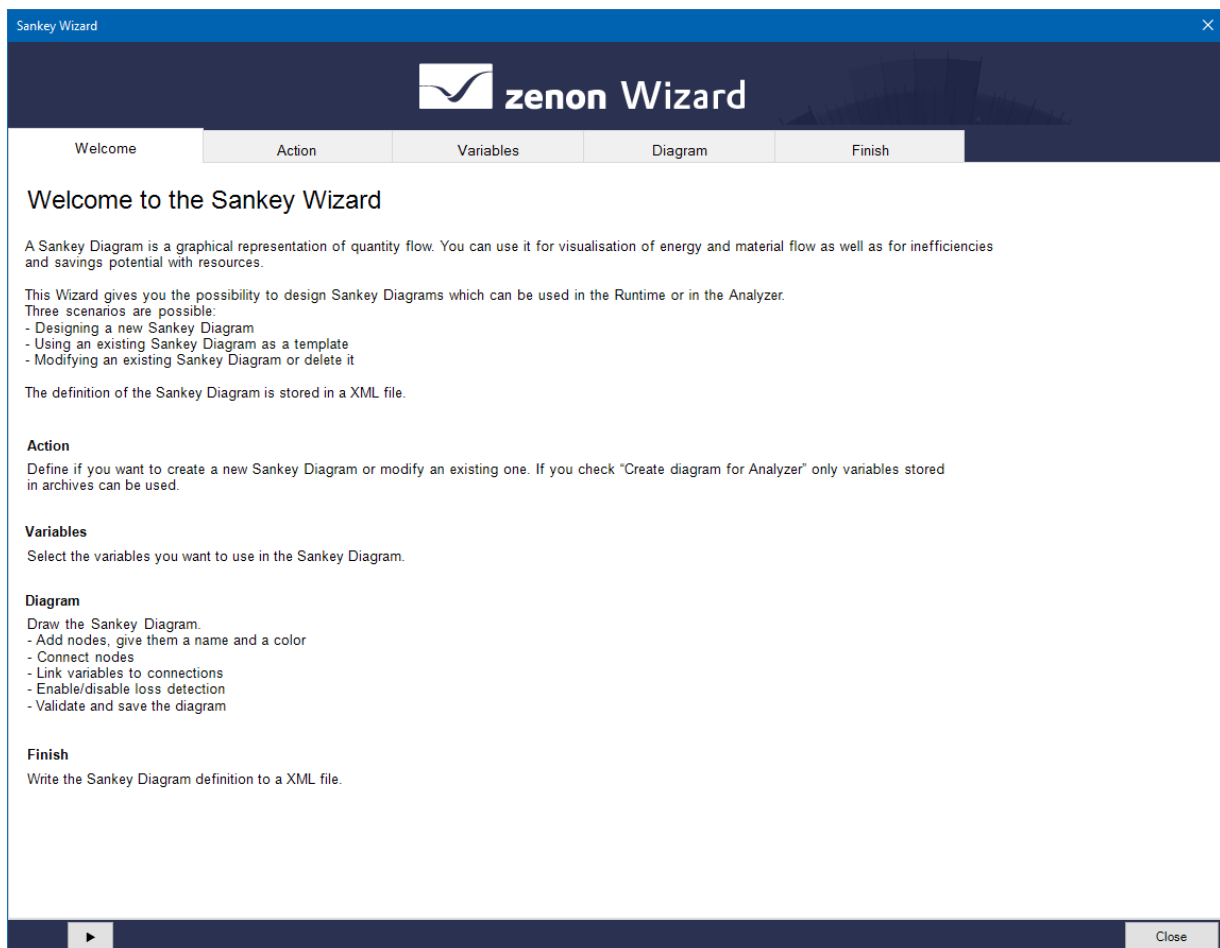 Sankey Wizard
zenon Wizard
Welcome
Action
Variables
Diagram
Finish
Welcome to the Sankey Wizard
A Sankey Diagram is a graphical representation of quantity flow. You can use it for visualisation of energy and material flow as well as for inefficiencies
and savings potential with resources.
This Wizard gives you the possibility to design Sankey Diagrams which can be used in the Runtime or in the Analyzer.
Three scenarios are possible:
- Designing a new Sankey Diagram
- Using an existing Sankey Diagram as a template
- Modifying an existing Sankey Diagram or delete it
The definition of the Sankey Diagram is stored in a XML file.
Action
Define if you want to create a new Sankey Diagram or modify an existing one. If you check “Create diagram for Analyzer” only variables stored
in archives can be used.
Variables
Select the variables you want to use in the Sankey Diagram.
Diagram
Draw the Sankey Diagram.
- Add nodes, give them a name and a color
- Connect nodes
- Link variables to connections
- Enable/disable loss detection
- Validate and save the diagram
Finish
Write the Sankey Diagram definition to a XML file.
Close